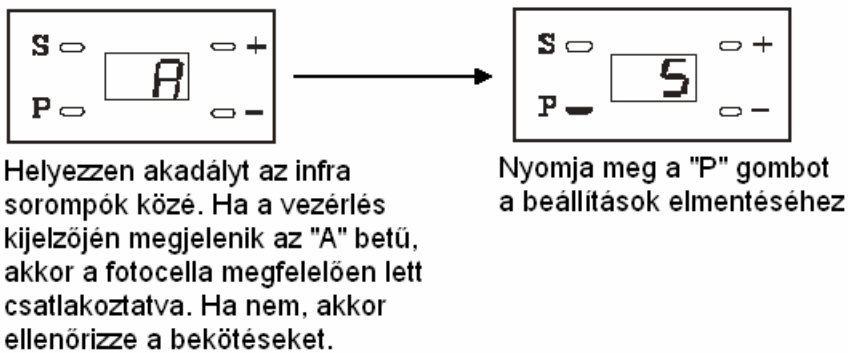 S +
A
P -
S +
5
P -
Helyezzen akadályt az infra
sorompók közé. Ha a vezérlés
kijelzőjén megjelenik az "A" betű,
akkor a fotocella megfelelően lett
csatlakoztatva. Ha nem, akkor
ellenőrizze a bekötéseket.
Nyomja meg a "P" gombot
a beállítások elmentéséhez